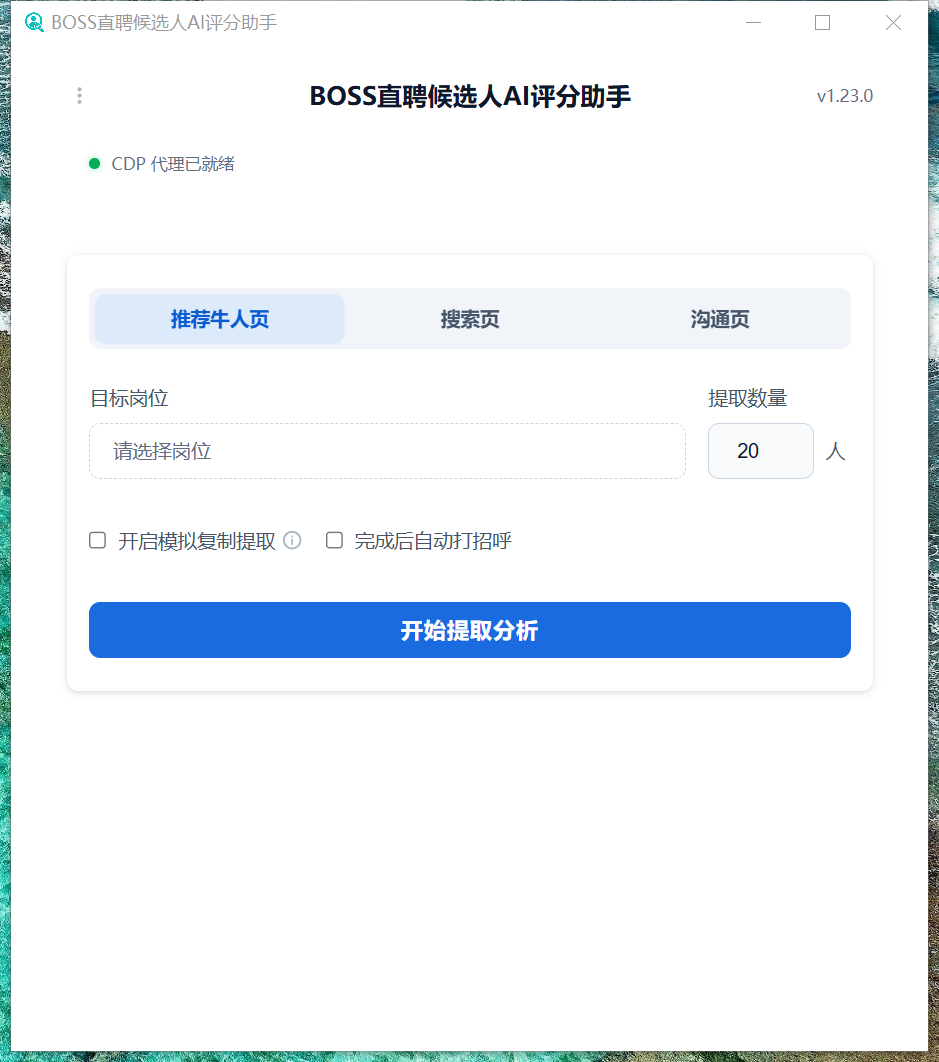 BOSS直聘候选人AI评分助手
BOSS直聘候选人AI评分助手
v1.23.0
CDP 代理已就绪
推荐牛人页 搜索页 沟通页
目标岗位 提取数量
请选择岗位 20 人
开启模拟复制提取 完成后自动打招呼
开始提取分析